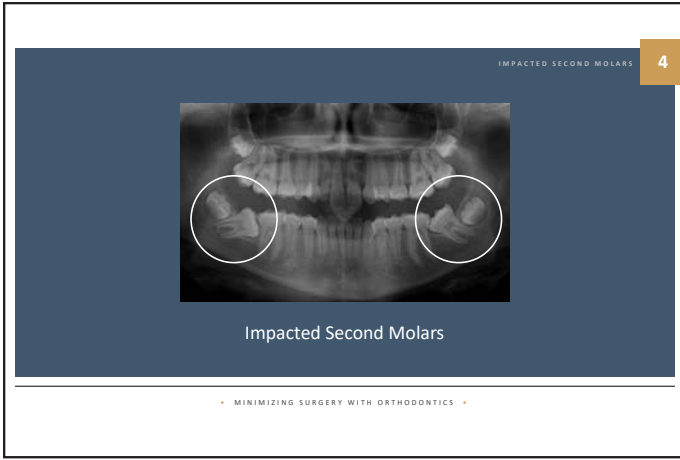 IMPACTED SECOND MOLARS 4
Impacted Second Molars
• MINIMIZING SURGERY WITH ORTHODONTICS •